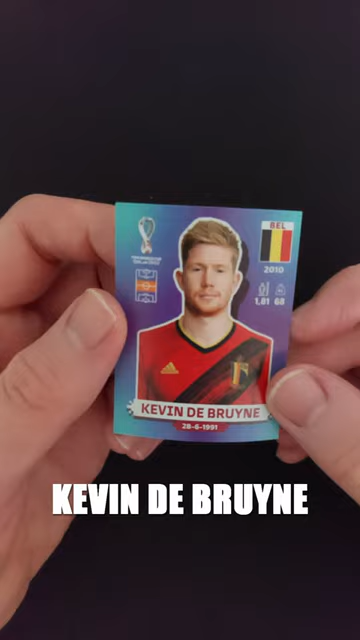 BEL
2010
1,81 68
KEVIN DE BRUYNE
28-6-1991
KEVIN DE BRUYNE